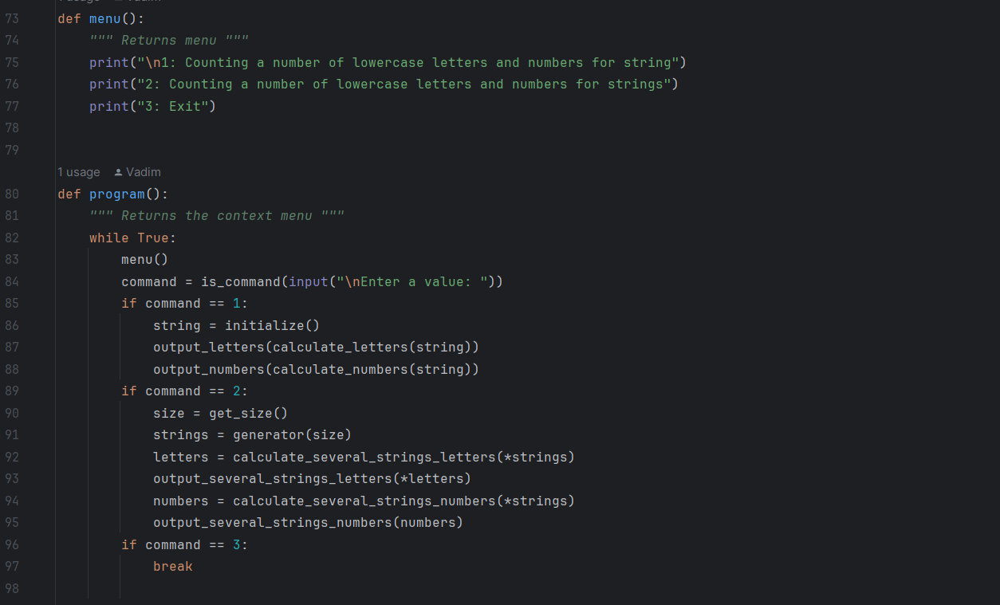 73 def menu():
74     """ Returns menu """
75     print("\n1: Counting a number of lowercase letters and numbers for string")
76     print("2: Counting a number of lowercase letters and numbers for strings")
77     print("3: Exit")
78
79
1 usage Vadim
80 def program():
81     """ Returns the context menu """
82     while True:
83         menu()
84         command = is_command(input("\nEnter a value: "))
85         if command == 1:
86             string = initialize()
87             output_letters(calculate_letters(string))
88             output_numbers(calculate_numbers(string))
89         if command == 2:
90             size = get_size()
91             strings = generator(size)
92             letters = calculate_several_strings_letters(*strings)
93             output_several_strings_letters(*letters)
94             numbers = calculate_several_strings_numbers(*strings)
95             output_several_strings_numbers(numbers)
96         if command == 3:
97             break
98